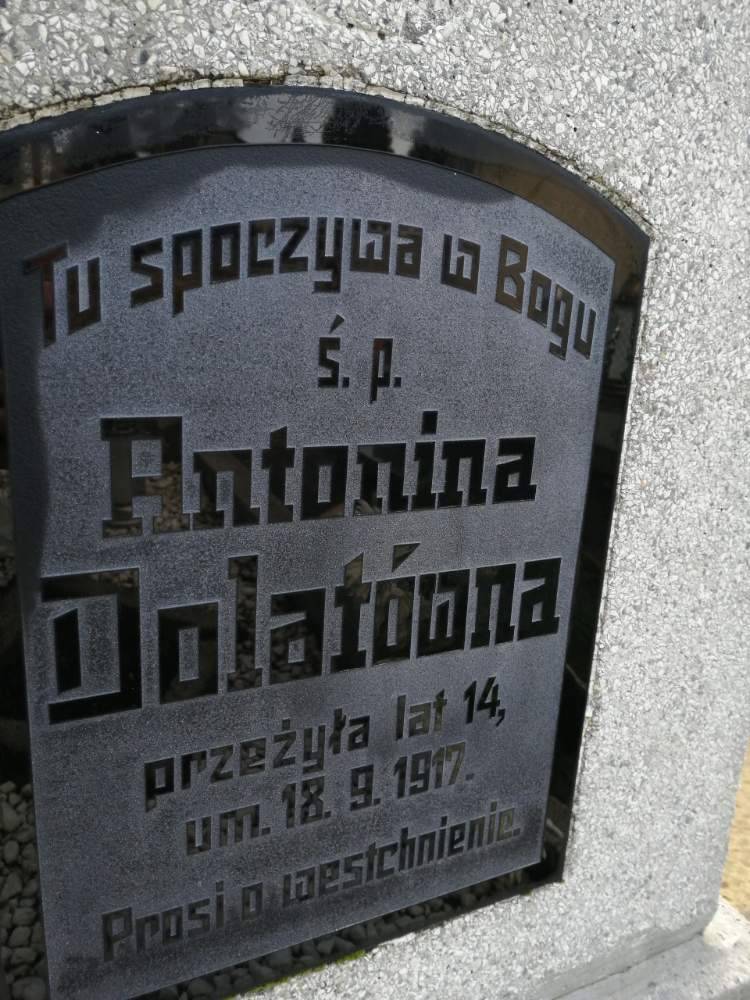 Tu spoczywa w Bogu
ś. p.
Antonina
Dolatówna
przeżyła lat 14,
um. 18. 9. 1917.
Prosi o westchnienie.